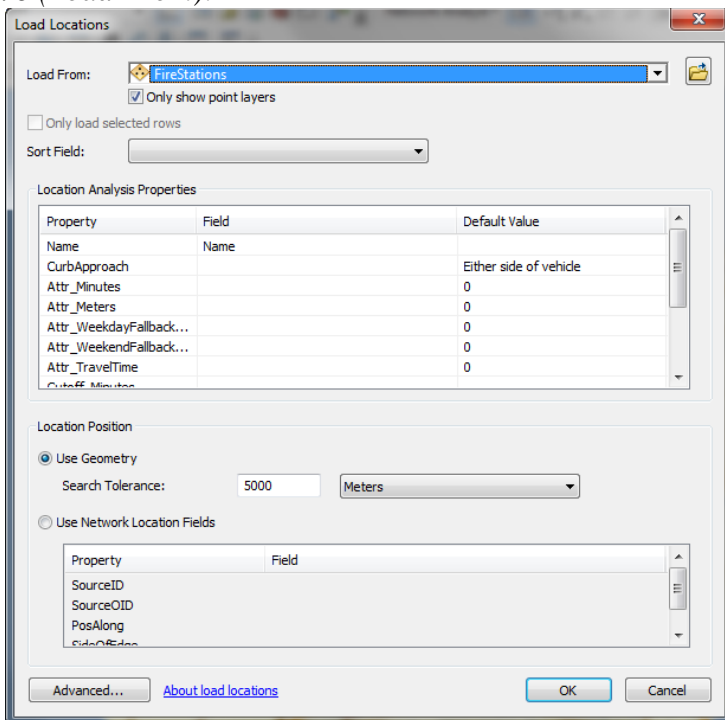 Load Locations
Load From: FireStations
Only show point layers
Only load selected rows
Sort Field:
Location Analysis Properties
Property Field Default Value
Name Name
CurbApproach Either side of vehicle
Attr_Minutes 0
Attr_Meters 0
Attr_WeekdayFallback... 0
Attr_WeekendFallback... 0
Attr_TravelTime 0
Cutoff_Minutes
Location Position
Use Geometry
Search Tolerance: 5000 Meters
Use Network Location Fields
Property Field
SourceID
SourceOID
PosAlong
SideOfEdge
Advanced... About load locations OK Cancel